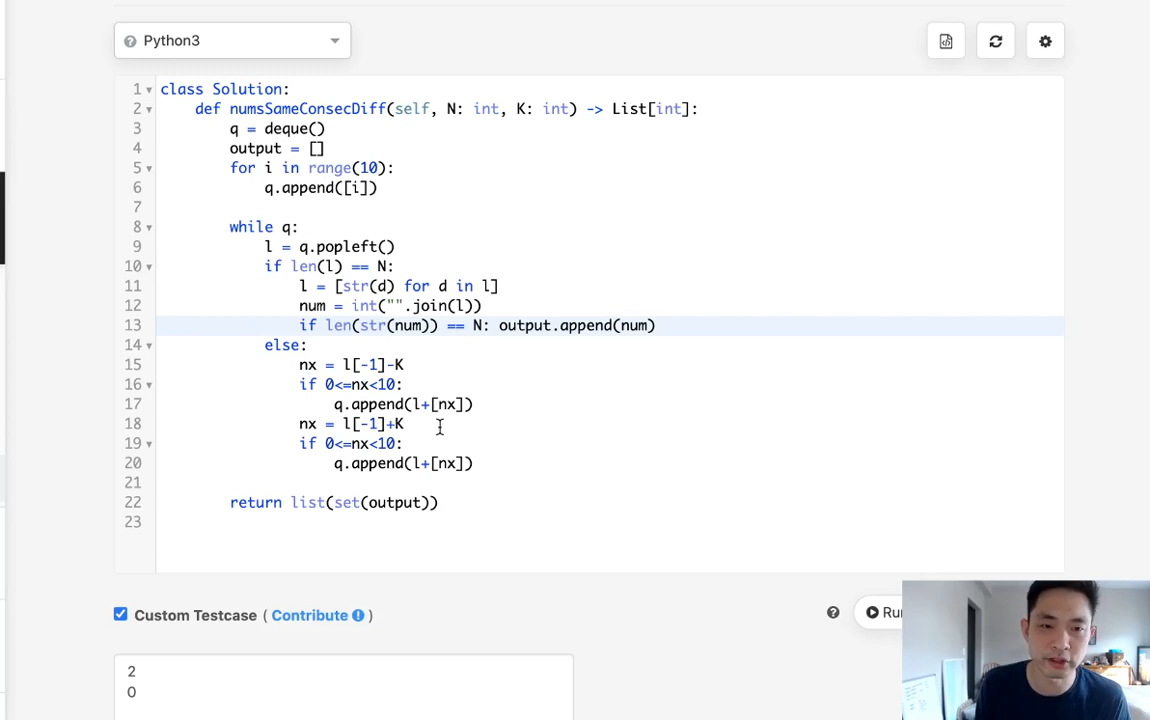 Python3
1 class Solution:
2 def numsSameConsecDiff(self, N: int, K: int) -> List[int]:
3 q = deque()
4 output = []
5 for i in range(10):
6 q.append([i])
7
8 while q:
9 l = q.popleft()
10 if len(l) == N:
11 l = [str(d) for d in l]
12 num = int("".join(l))
13 if len(str(num)) == N: output.append(num)
14 else:
15 nx = l[-1]-K
16 if 0<=nx<10:
17 q.append(l+[nx])
18 nx = l[-1]+K
19 if 0<=nx<10:
20 q.append(l+[nx])
21
22 return list(set(output))
23
Custom Testcase ( Contribute )
Ru
2
0